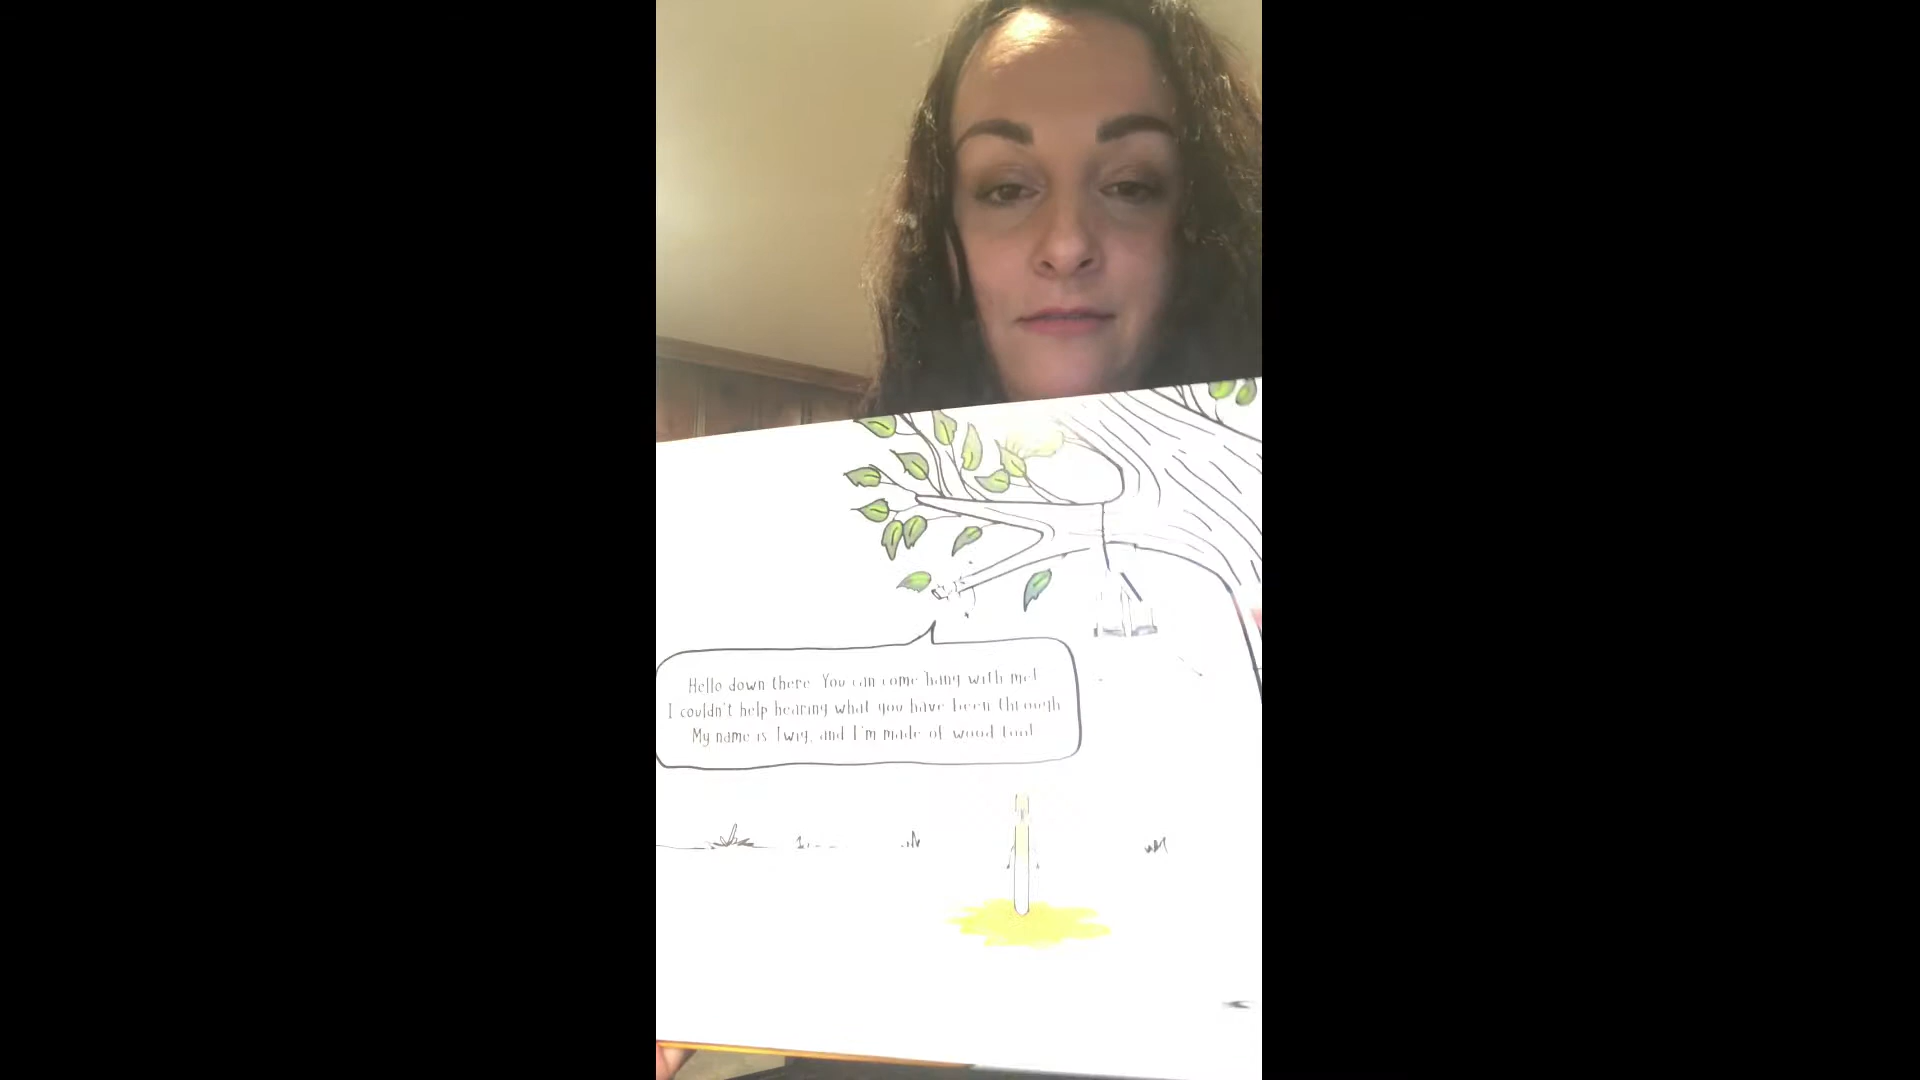 Hello down there. You can come hang with me!
I couldn't help hearing what you have been through.
My name is Twig, and I'm made of wood too!